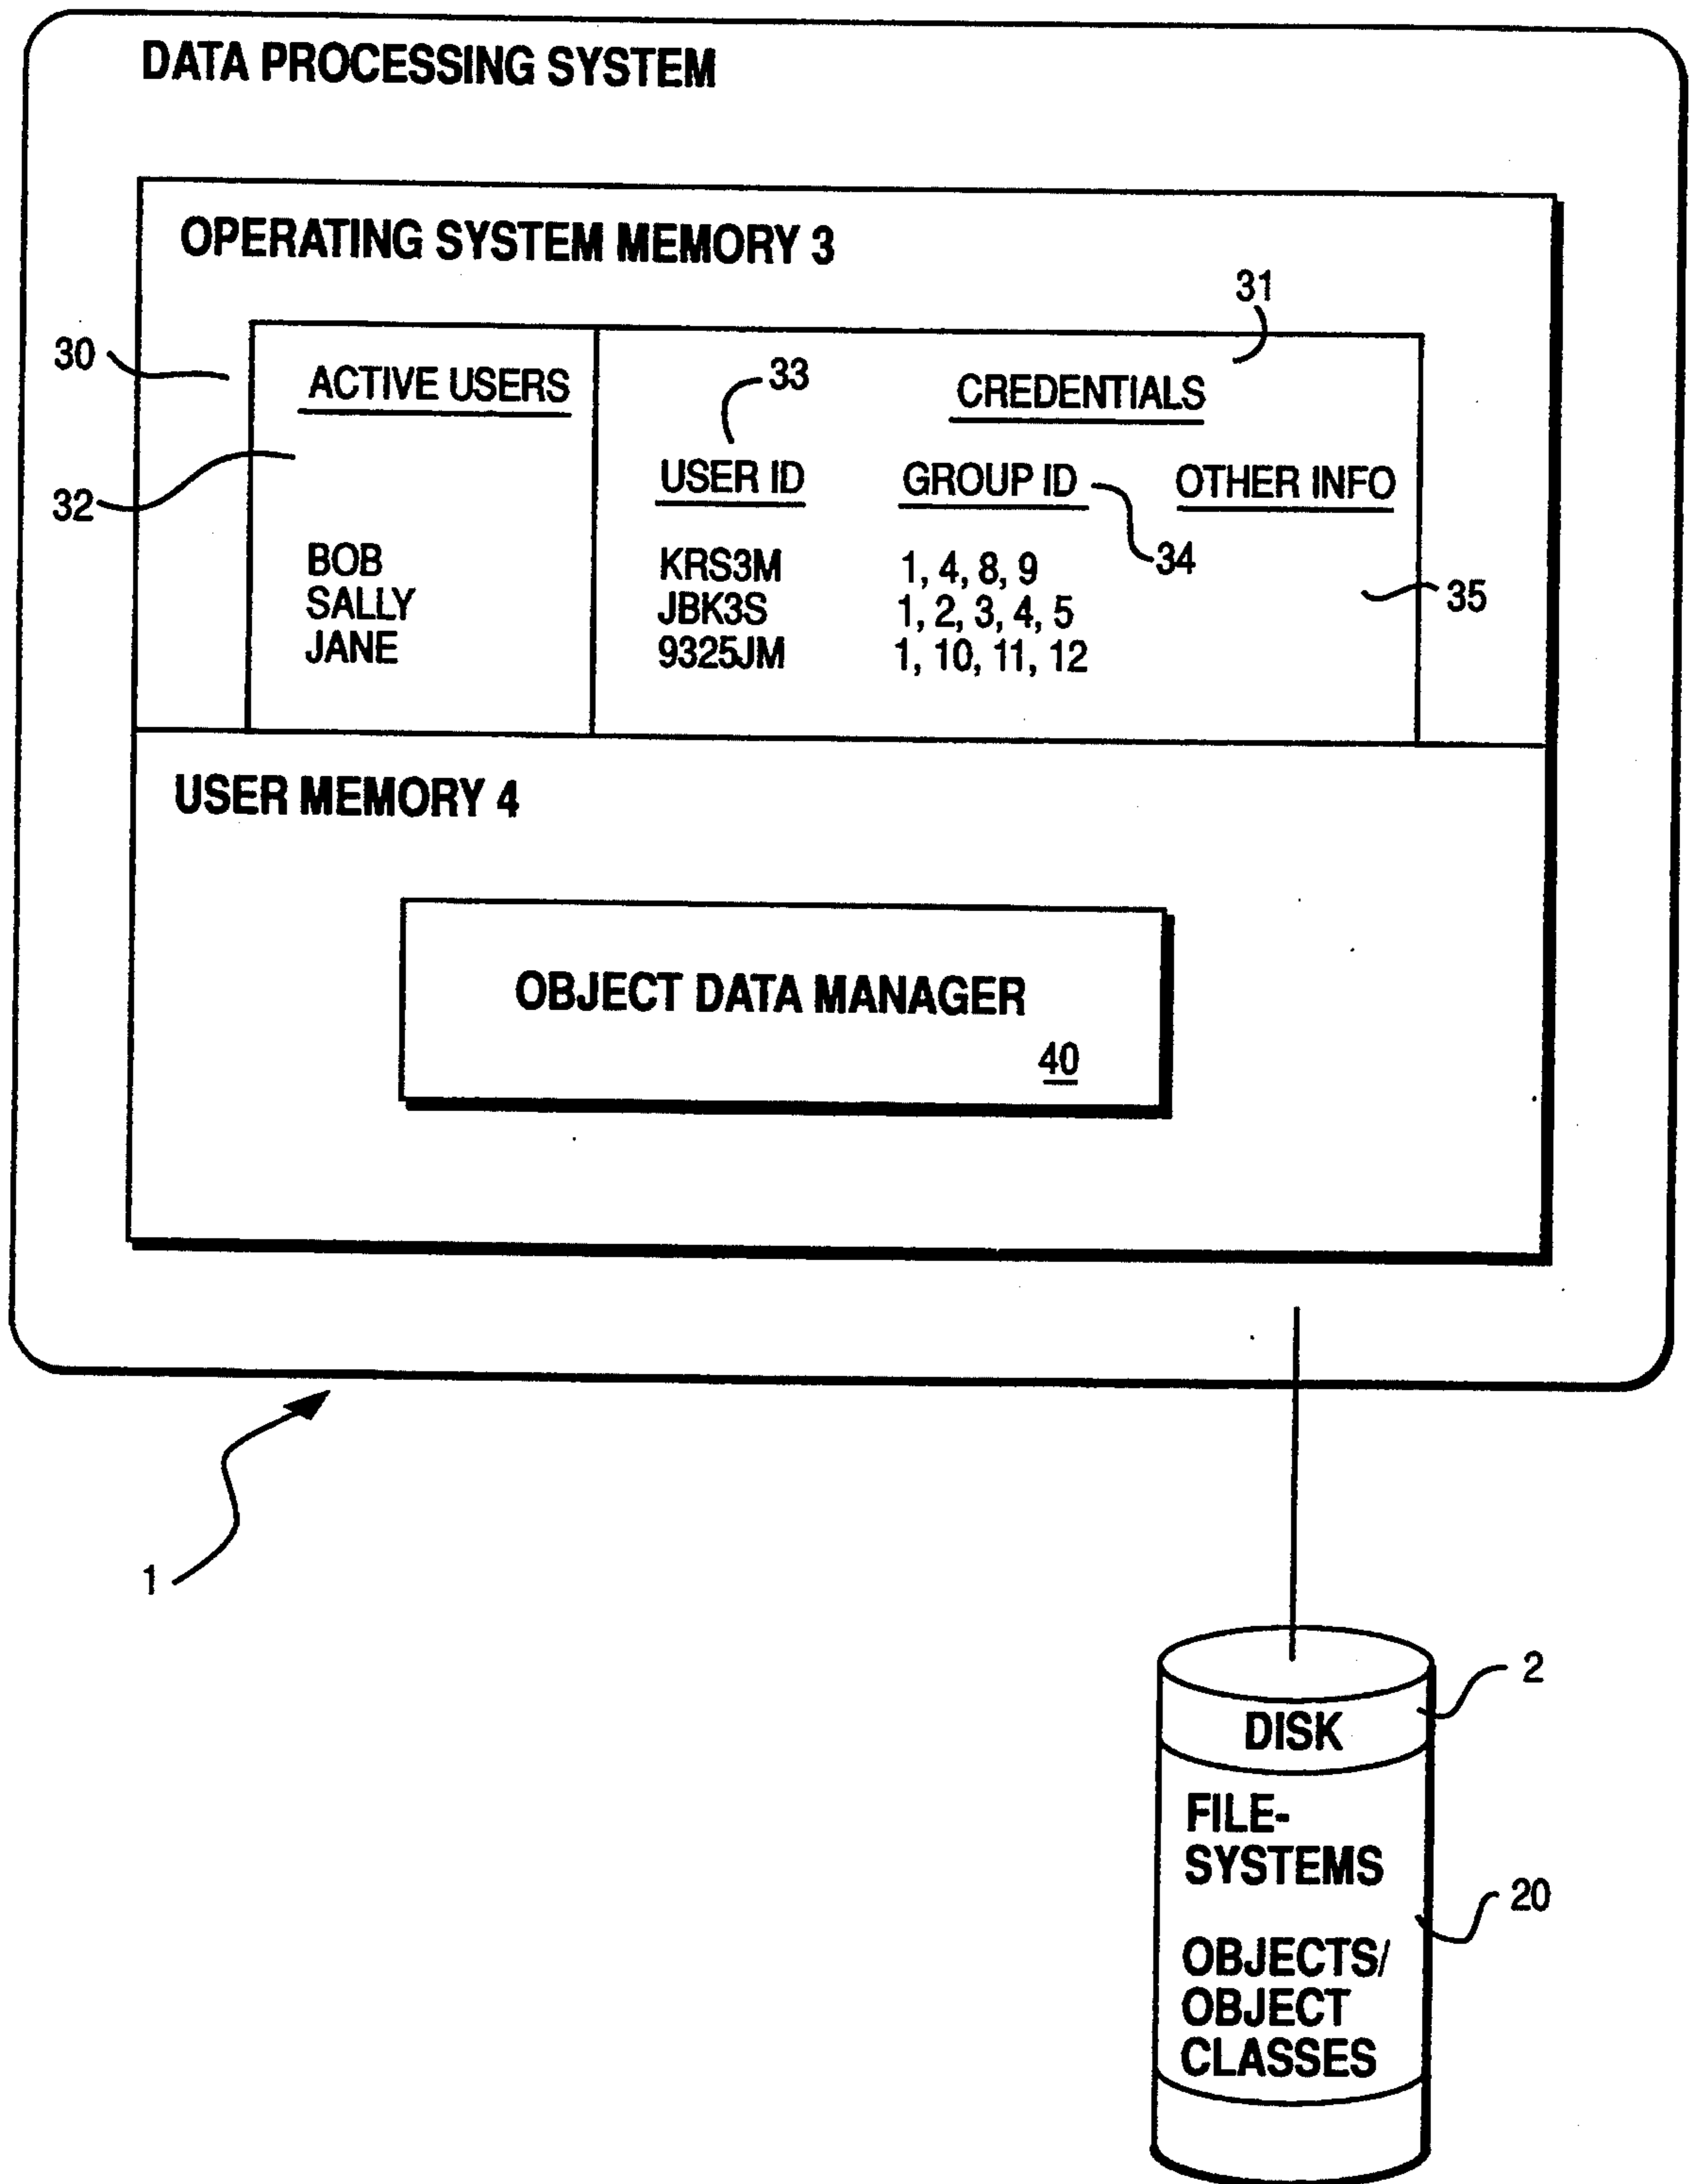 DATA PROCESSING SYSTEM
OPERATING SYSTEM MEMORY 3
31
30
ACTIVE USERS
33
CREDENTIALS
32
USER ID
GROUP ID
OTHER INFO
34
BOB KRS3M 1, 4, 8, 9
SALLY JBK3S 1, 2, 3, 4, 5
35
JANE 9325JM 1, 10, 11, 12
USER MEMORY 4
OBJECT DATA MANAGER
40
1
2
DISK
FILE-
SYSTEMS
20
OBJECTS/
OBJECT
CLASSES